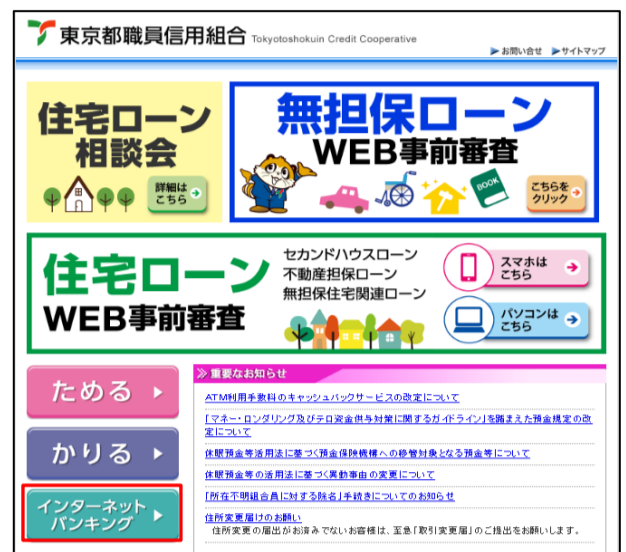 東京都職員信用組合 Tokyotoshokuin Credit Cooperative
お問い合せ サイトマップ
住宅ローン
相談会
詳細は
こちら
無担保ローン
WEB事前審査
BOOK
こちらを
クリック
住宅ローン
WEB事前審査
セカンドハウスローン
不動産担保ローン
無担保住宅関連ローン
スマホは
こちら
パソコンは
こちら
ためる
かりる
インターネット
バンキング
重要なお知らせ
ATM利用手数料のキャッシュバックサービスの改定について
「マネー・ロンダリング及びテロ資金供与対策に関するガイドライン」を踏まえた預金規定の改
定について
休眠預金等活用法に基づく預金保険機構への移管対象となる預金等について
休眠預金等の活用法に基づく異動事由の変更について
「所在不明組合員に対する除名」手続きについてのお知らせ
住所変更届けのお願い
住所変更の届出がお済みでないお客様は、至急「取引変更届」のご提出をお願いします。